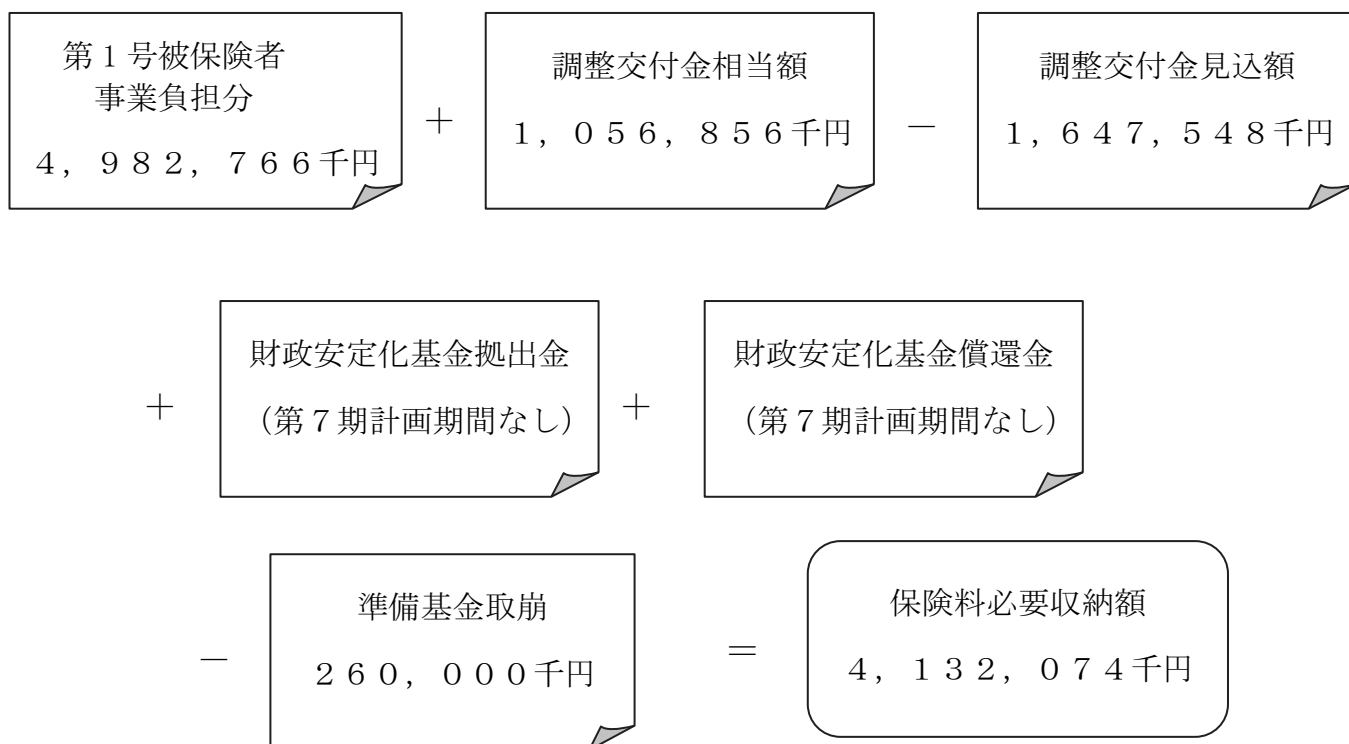 第１号被保険者
事業負担分
４，９８２，７６６千円
＋
調整交付金相当額
１，０５６，８５６千円
－
調整交付金見込額
１，６４７，５４８千円
＋
財政安定化基金拠出金
（第７期計画期間なし）
＋
財政安定化基金償還金
（第７期計画期間なし）
－
準備基金取崩
２６０，０００千円
＝
保険料必要収納額
４，１３２，０７４千円